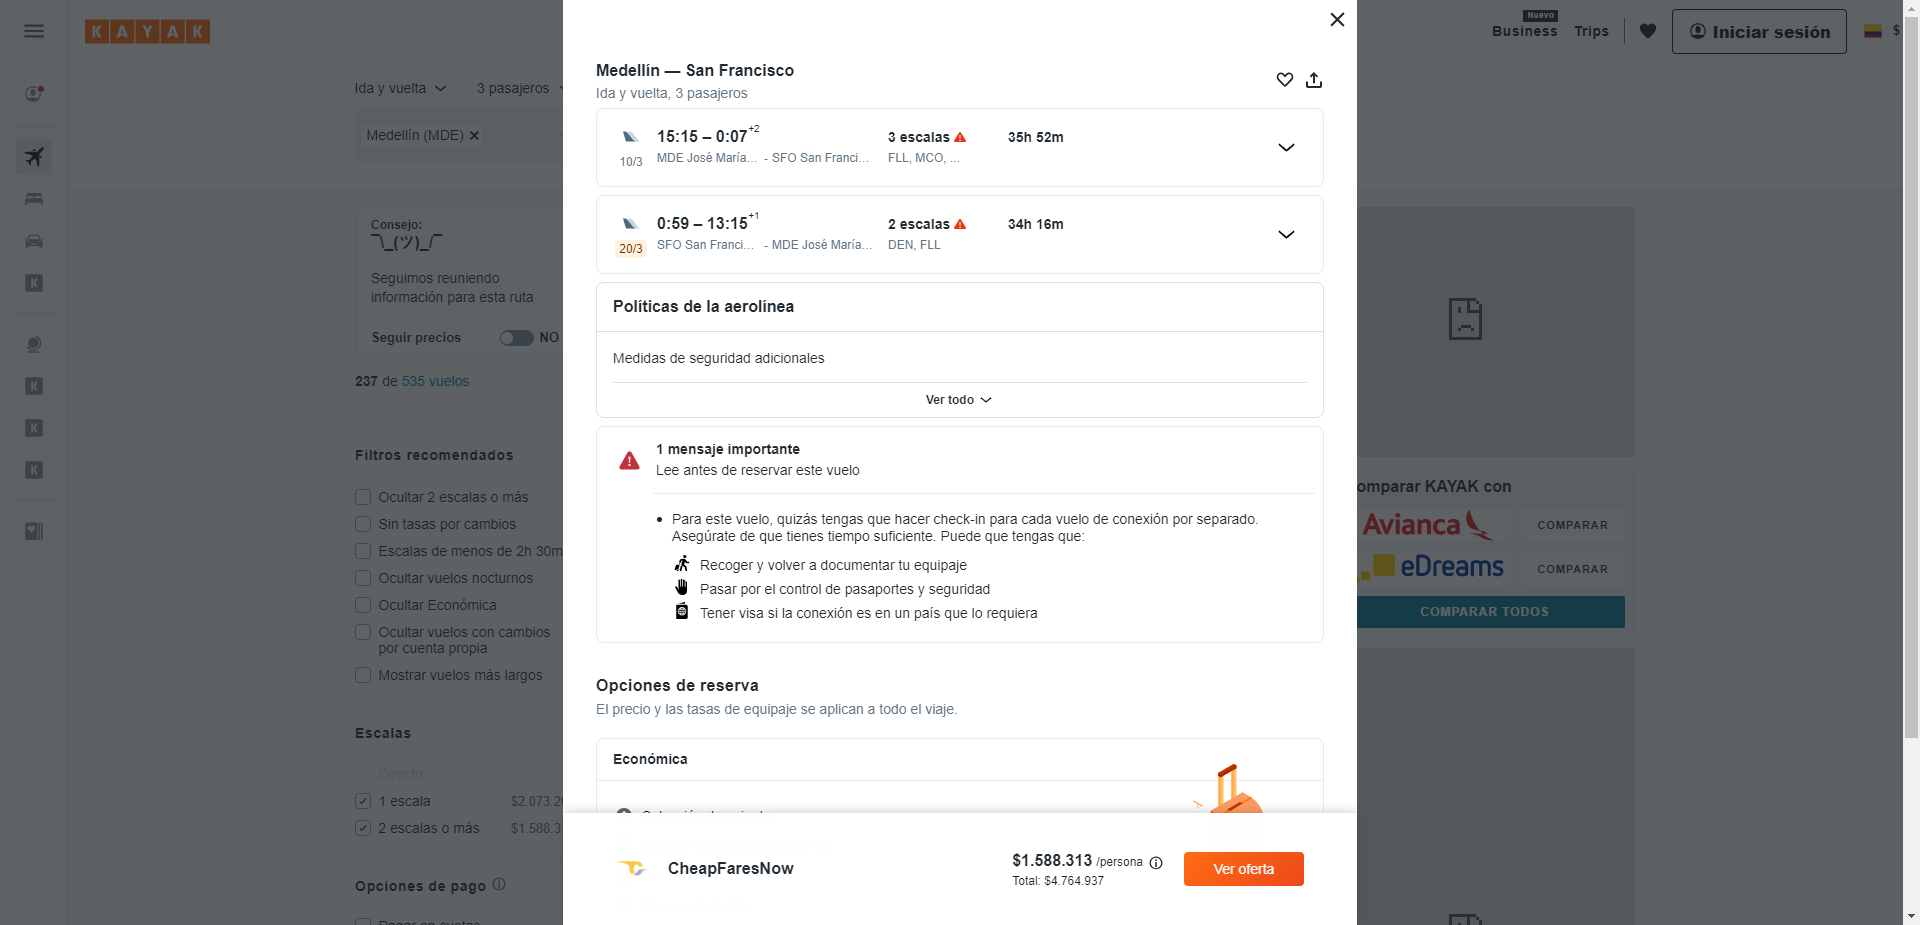 KAYAK
Nuevo
Business
Trips
Iniciar sesión
$
Ida y vuelta
3 pasajeros
Medellín (MDE)
Consejo:
¯\_(ツ)_/¯
Seguimos reuniendo
información para esta ruta
Seguir precios
NO
237 de 535 vuelos
Filtros recomendados
Ocultar 2 escalas o más
Sin tasas por cambios
Escalas de menos de 2h 30m
Ocultar vuelos nocturnos
Ocultar Económica
Ocultar vuelos con cambios
por cuenta propia
Mostrar vuelos más largos
Escalas
Directo
1 escala $2.073.2
2 escalas o más $1.588.3
Opciones de pago
Medellín — San Francisco
Ida y vuelta, 3 pasajeros
15:15 – 0:07+2
3 escalas
35h 52m
10/3
MDE José María... - SFO San Franci...
FLL, MCO, ...
0:59 – 13:15+1
2 escalas
34h 16m
20/3
SFO San Franci... - MDE José María...
DEN, FLL
Políticas de la aerolínea
Medidas de seguridad adicionales
Ver todo
1 mensaje importante
Lee antes de reservar este vuelo
• Para este vuelo, quizás tengas que hacer check-in para cada vuelo de conexión por separado.
Asegúrate de que tienes tiempo suficiente. Puede que tengas que:
Recoger y volver a documentar tu equipaje
Pasar por el control de pasaportes y seguridad
Tener visa si la conexión es en un país que lo requiera
Opciones de reserva
El precio y las tasas de equipaje se aplican a todo el viaje.
Económica
CheapFaresNow
$1.588.313 /persona
Total: $4.764.937
Ver oferta
omparar KAYAK con
Avianca
COMPARAR
eDreams
COMPARAR
COMPARAR TODOS